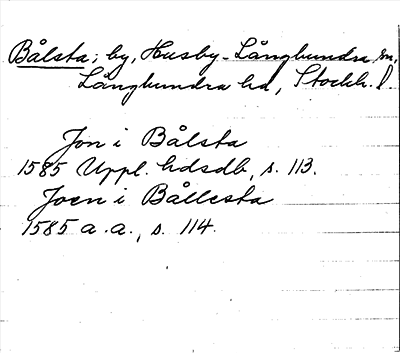 Bålsta; by, Husby-Långhundra sn,
Långhundra hd, Stockh. l.
Jon i Bålsta
1585 Uppl. hdsdb, s. 113.
Joen i Bållesta
1585 a.a., s. 114.